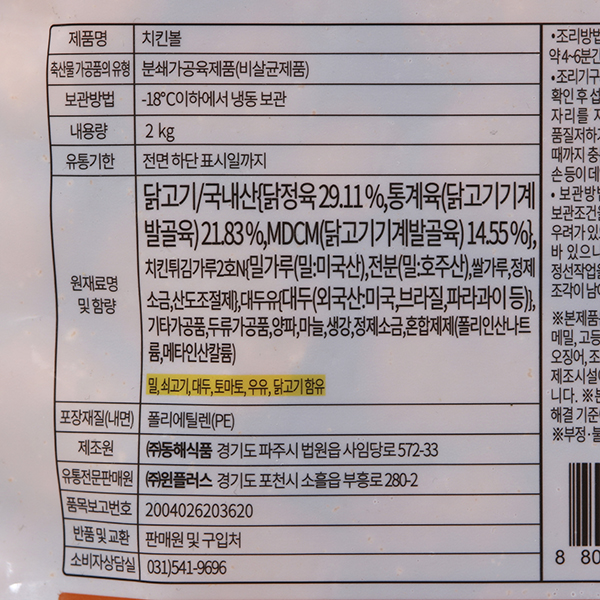 제품명 치킨볼
축산물 가공품의 유형 분쇄가공육제품(비살균제품)
보관방법 -18°C이하에서 냉동 보관
내용량 2 kg
유통기한 전면 하단 표시일까지
원재료명 및 함량
닭고기/국내산{닭정육 29.11 %,통계육(닭고기기계
발골육) 21.83 %,MDCM(닭고기기계발골육) 14.55 %},
치킨튀김가루2호N{밀가루(밀:미국산),전분(밀:호주산),쌀가루,정제
소금,산도조절제},대두유{대두(외국산:미국,브라질,파라과이 등)},
기타가공품,두류가공품,양파,마늘,생강,정제소금,혼합제제(폴리인산나트
륨,메타인산칼륨)
밀,쇠고기,대두,토마토,우유,닭고기 함유
포장재질(내면) 폴리에틸렌(PE)
제조원 ㈜동해식품 경기도 파주시 법원읍 사임당로 572-33
유통전문판매원 ㈜윈플러스 경기도 포천시 소흘읍 부흥로 280-2
품목보고번호 2004026203620
반품 및 교환 판매원 및 구입처
소비자상담실 031)541-9696
•조리방법
약 4~6분간
•조리기구
확인 후 섭
자리를 지
품질저하가
때까지 충
손등이 데
• 보관방법
보관조건을
우려가 있
바 있으니
정선작업을
조각이 남아
※본제품은
메밀, 고등
오징어, 조
제조시설에
니다. ※본
해결 기준
※부정·불
8 80